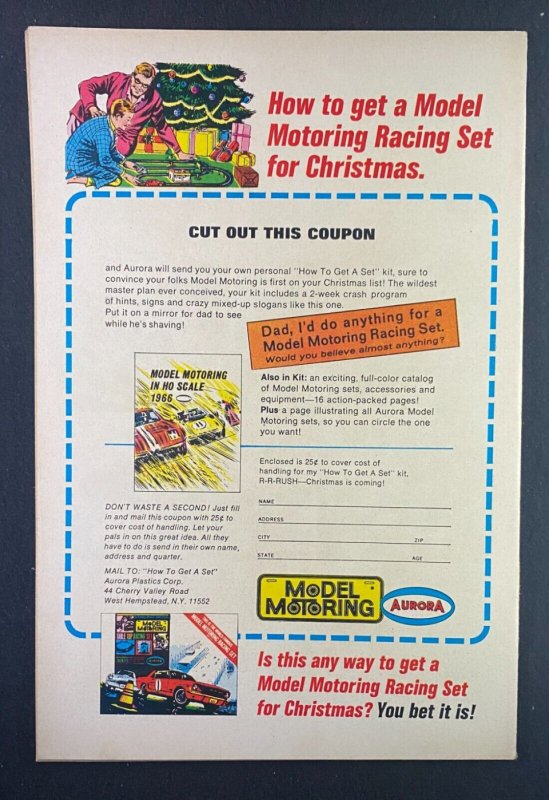 How to get a Model
Motoring Racing Set
for Christmas.
CUT OUT THIS COUPON
and Aurora will send you your own personal "How To Get A Set" kit, sure to
convince your folks Model Motoring is first on your Christmas list! The wildest
master plan ever conceived, your kit includes a 2-week crash program
of hints, signs and crazy mixed-up slogans like this one.
Put it on a mirror for dad to see
while he's shaving!
Dad, I'd do anything for a
Model Motoring Racing Set.
Would you believe almost anything?
MODEL MOTORING
IN HO SCALE
1966
Also in Kit: an exciting, full-color catalog
of Model Motoring sets, accessories and
equipment—16 action-packed pages!
Plus a page illustrating all Aurora Model
Motoring sets, so you can circle the one
you want!
Enclosed is 25¢ to cover cost of
handling for my "How To Get A Set" kit.
R-R-RUSH—Christmas is coming!
DON'T WASTE A SECOND! Just fill
in and mail this coupon with 25¢ to
cover cost of handling. Let your
pals in on this great idea. All they
have to do is send in their own name,
address and quarter.
MAIL TO: "How To Get A Set"
Aurora Plastics Corp.
44 Cherry Valley Road
West Hempstead, N.Y. 11552
NAME
ADDRESS
CITY ZIP
STATE AGE
MODEL
MOTORING
AURORA
MODEL
MOTORING
TABLE TOP RACING SET
MODEL MOTORING RACING SET
Is this any way to get a
Model Motoring Racing Set
for Christmas? You bet it is!